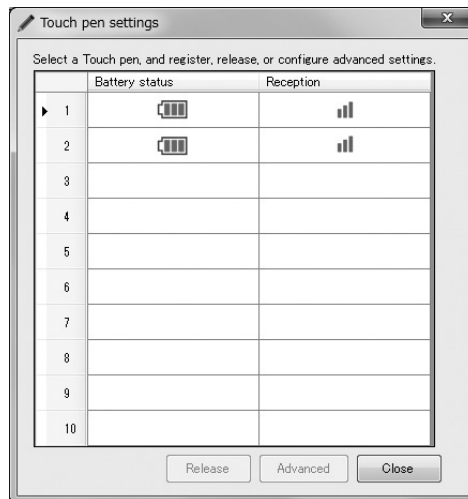 Touch pen settings
Select a Touch pen, and register, release, or configure advanced settings.
Battery status Reception
1
2
3
4
5
6
7
8
9
10
Release Advanced Close